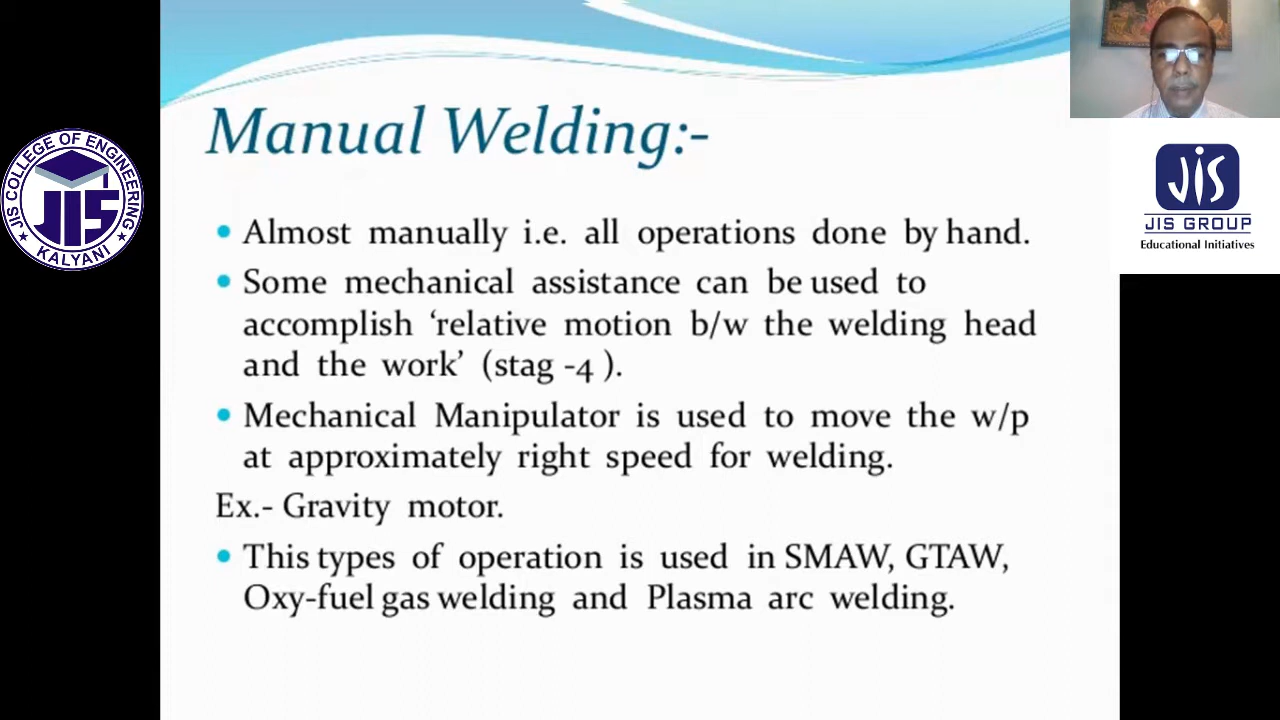 Manual Welding:-
• Almost manually i.e. all operations done by hand.
• Some mechanical assistance can be used to
accomplish ‘relative motion b/w the welding head
and the work’ (stag -4 ).
• Mechanical Manipulator is used to move the w/p
at approximately right speed for welding.
Ex.- Gravity motor.
• This types of operation is used in SMAW, GTAW,
Oxy-fuel gas welding and Plasma arc welding.
JIS COLLEGE OF ENGINEERING
JIS
KALYANI
JIS
JIS GROUP
Educational Initiatives